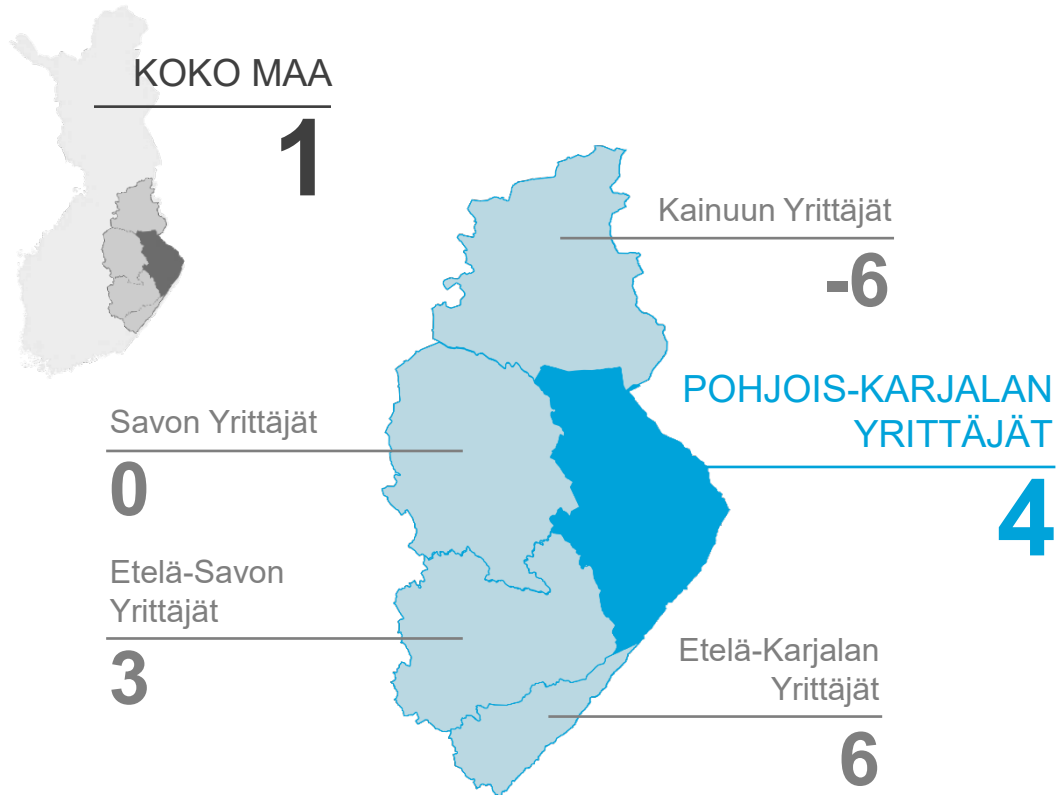 KOKO MAA
1
Kainuun Yrittäjät
-6
POHJOIS-KARJALAN
YRITTÄJÄT
4
Savon Yrittäjät
0
Etelä-Savon
Yrittäjät
3
Etelä-Karjalan
Yrittäjät
6